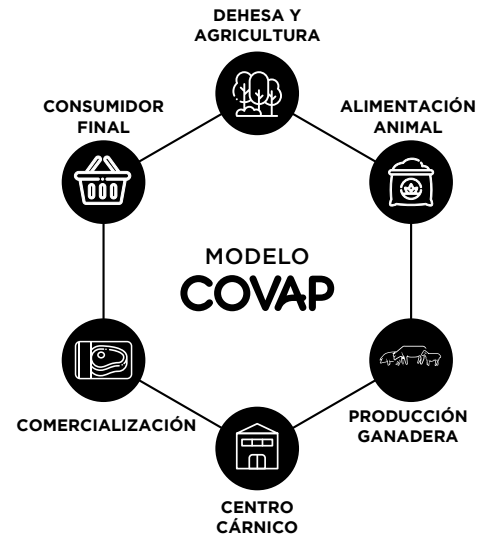 DEHESA Y
AGRICULTURA
CONSUMIDOR
FINAL
ALIMENTACIÓN
ANIMAL
MODELO
COVAP
COMERCIALIZACIÓN
PRODUCCIÓN
GANADERA
CENTRO
CÁRNICO